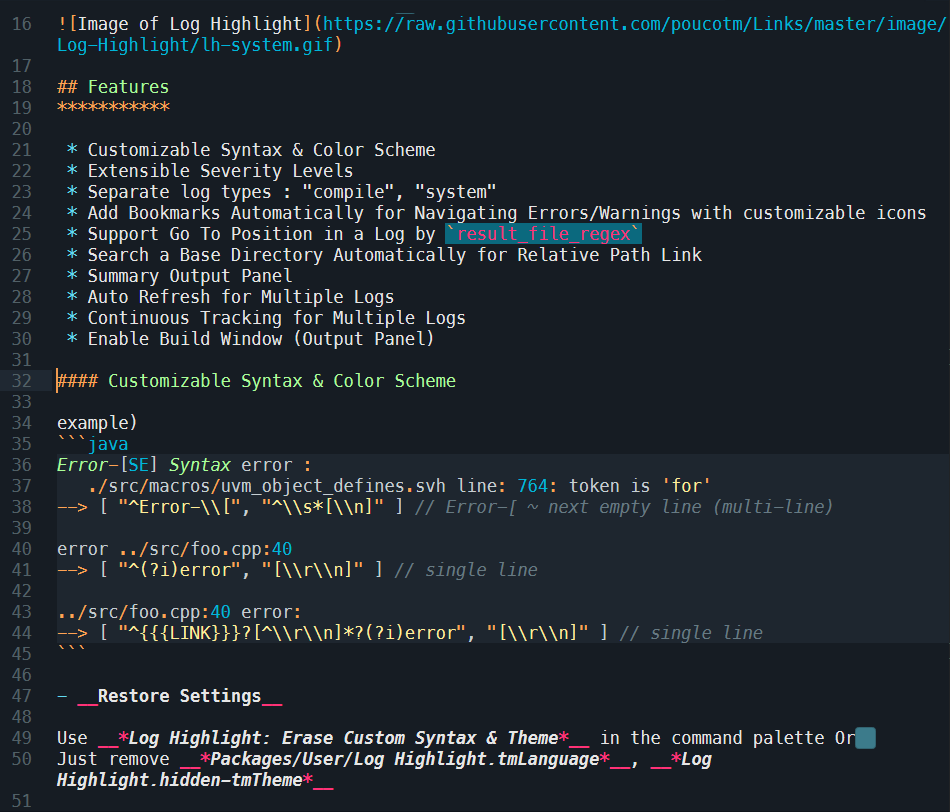 16 ![Image of Log Highlight](https://raw.githubusercontent.com/poucotm/Links/master/image/
Log-Highlight/lh-system.gif)
17
18 ## Features
19 ***********
20
21 * Customizable Syntax & Color Scheme
22 * Extensible Severity Levels
23 * Separate log types : "compile", "system"
24 * Add Bookmarks Automatically for Navigating Errors/Warnings with customizable icons
25 * Support Go To Position in a Log by `result_file_regex`
26 * Search a Base Directory Automatically for Relative Path Link
27 * Summary Output Panel
28 * Auto Refresh for Multiple Logs
29 * Continuous Tracking for Multiple Logs
30 * Enable Build Window (Output Panel)
31
32 #### Customizable Syntax & Color Scheme
33
34 example)
35 ```java
36 Error-[SE] Syntax error :
37 ./src/macros/uvm_object_defines.svh line: 764: token is 'for'
38 --> [ "^Error-\\[", "^\\s*[\\n]" ] // Error-[ ~ next empty line (multi-line)
39
40 error ../src/foo.cpp:40
41 --> [ "^(?i)error", "[\\r\\n]" ] // single line
42
43 ../src/foo.cpp:40 error:
44 --> [ "^{{{LINK}}}?[^\\r\\n]*?(?i)error", "[\\r\\n]" ] // single line
45 ```
46
47 - __Restore Settings__
48
49 Use __*Log Highlight: Erase Custom Syntax & Theme*__ in the command palette Or
50 Just remove __*Packages/User/Log Highlight.tmLanguage*__, __*Log
Highlight.hidden-tmTheme*__
51